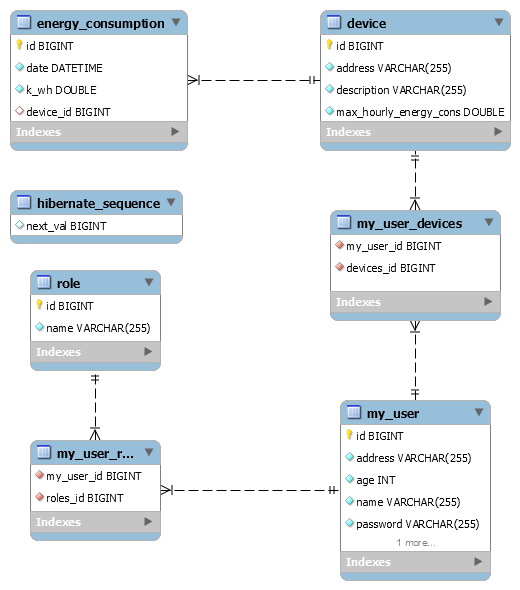 energy_consumption
id BIGINT
date DATETIME
k_wh DOUBLE
device_id BIGINT
Indexes
device
id BIGINT
address VARCHAR(255)
description VARCHAR(255)
max_hourly_energy_cons DOUBLE
Indexes
hibernate_sequence
next_val BIGINT
my_user_devices
my_user_id BIGINT
devices_id BIGINT
Indexes
role
id BIGINT
name VARCHAR(255)
Indexes
my_user_r...
my_user_id BIGINT
roles_id BIGINT
Indexes
my_user
id BIGINT
address VARCHAR(255)
age INT
name VARCHAR(255)
password VARCHAR(255)
1 more...
Indexes